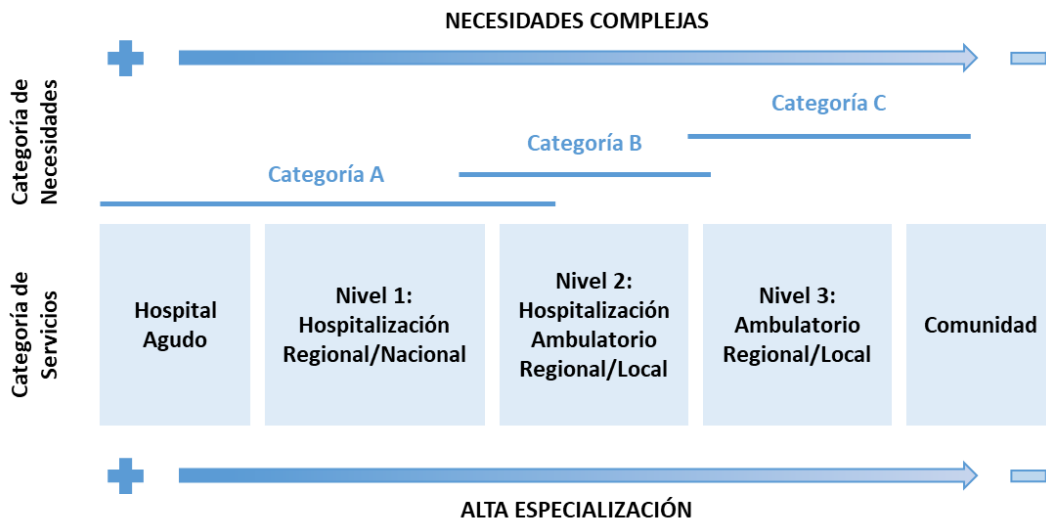 NECESIDADES COMPLEJAS
Categoría de
Necesidades
Categoría C
Categoría B
Categoría A
Categoría de
Servicios
Hospital
Agudo
Nivel 1:
Hospitalización
Regional/Nacional
Nivel 2:
Hospitalización
Ambulatorio
Regional/Local
Nivel 3:
Ambulatorio
Regional/Local
Comunidad
ALTA ESPECIALIZACIÓN